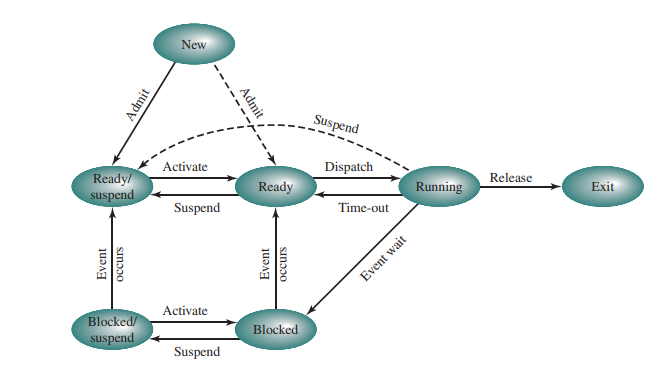 New
Admit
Admit
Suspend
Ready/
suspend
Activate
Suspend
Ready
Dispatch
Time-out
Running
Release
Exit
Event
occurs
Event
occurs
Event wait
Blocked/
suspend
Activate
Suspend
Blocked